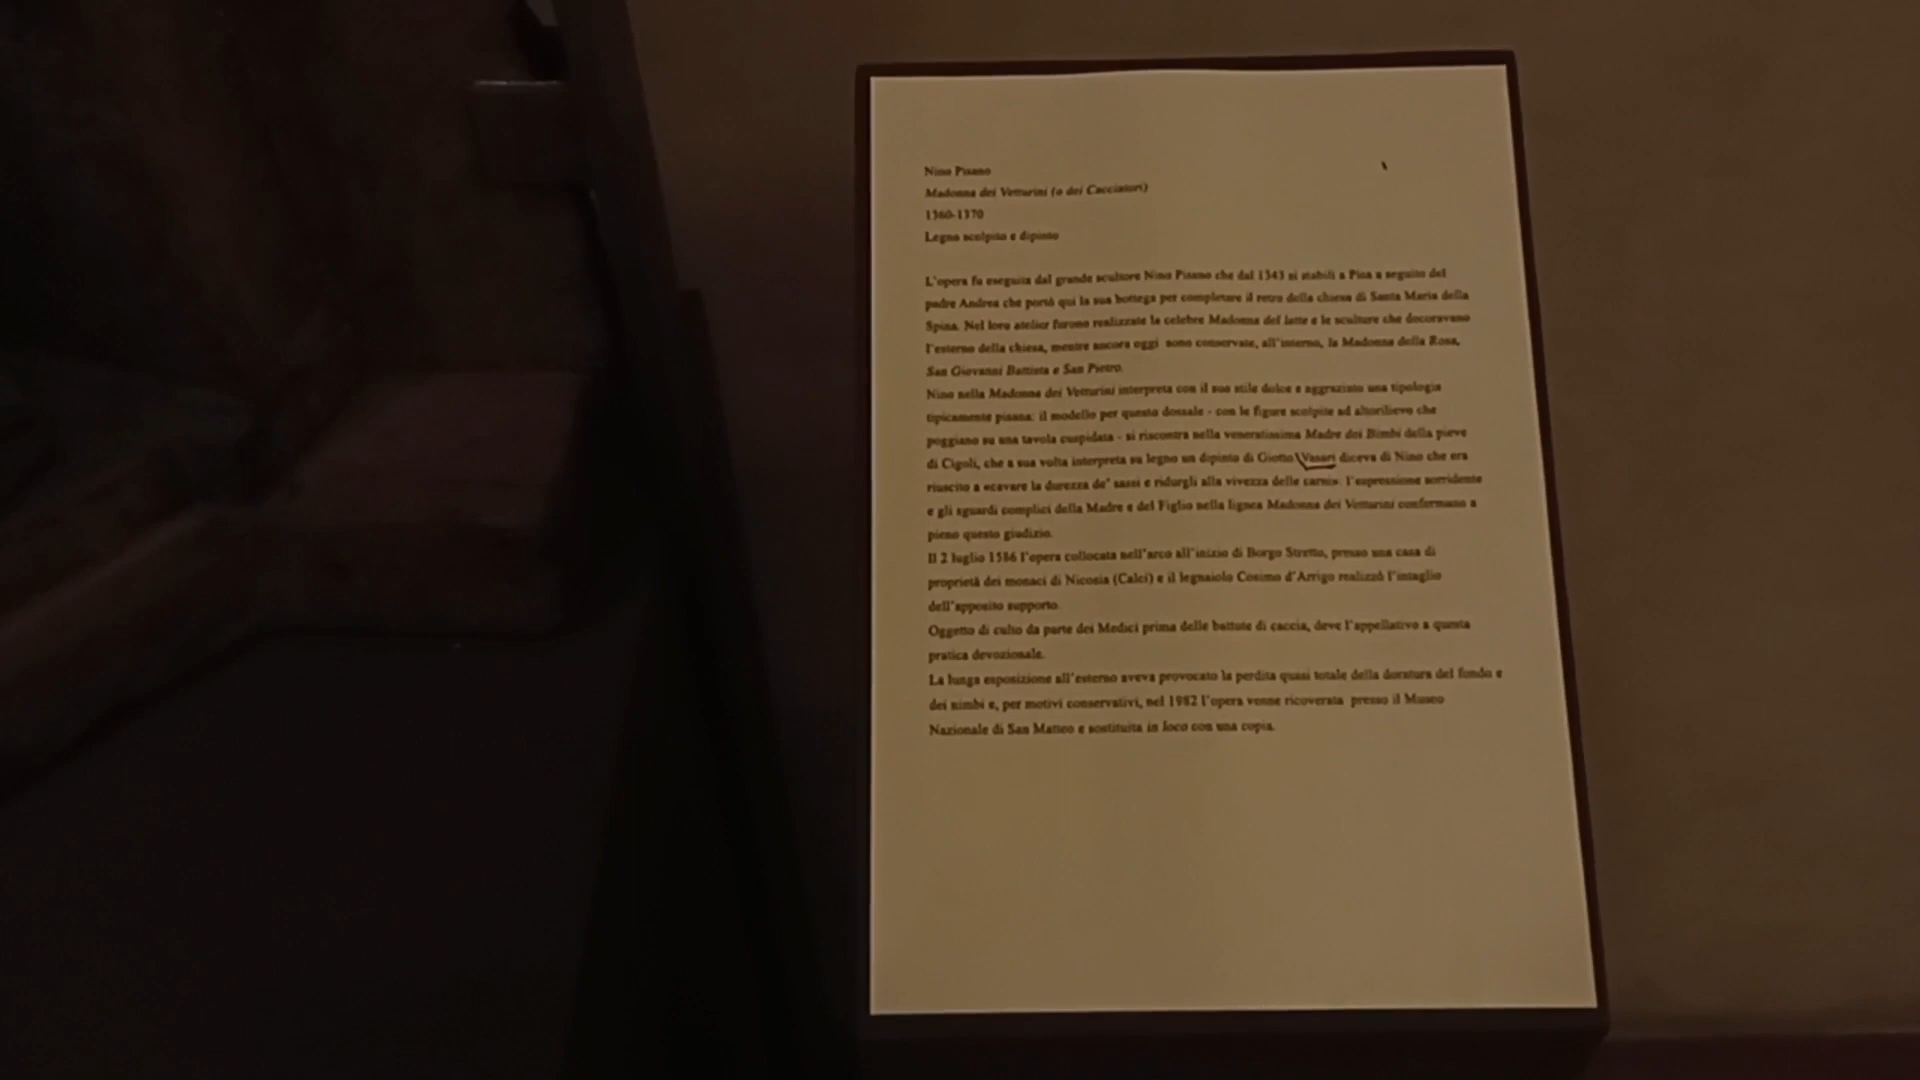 Nino Pisano
Madonna dei Vetturini (o dei Cacciatori)
1360-1370
Legno scolpito e dipinto
L'opera fu eseguita dal grande scultore Nino Pisano che dal 1343 si stabilì a Pisa a seguito del
padre Andrea che portò qui la sua bottega per completare il retro della chiesa di Santa Maria della
Spina. Nel loro atelier furono realizzate la celebre Madonna del latte e le sculture che decoravano
l'esterno della chiesa, mentre ancora oggi sono conservate, all'interno, la Madonna della Rosa,
San Giovanni Battista e San Pietro.
Nino nella Madonna dei Vetturini interpreta con il suo stile dolce e aggraziato una tipologia
tipicamente pisana: il modello per questo dossale - con le figure scolpite ad altorilievo che
poggiano su una tavola cuspidata - si riscontra nella veneratissima Madre dei Bimbi della pieve
di Cigoli, che a sua volta interpreta su legno un dipinto di Giotto Vasari diceva di Nino che era
riuscito a «cavare la durezza de' sassi e ridurgli alla vivezza delle carni»: l'espressione sorridente
e gli sguardi complici della Madre e del Figlio nella lignea Madonna dei Vetturini confermano a
pieno questo giudizio.
Il 2 luglio 1586 l'opera collocata nell'arco all'inizio di Borgo Stretto, presso una casa di
proprietà dei monaci di Nicosia (Calci) e il legnaiolo Cosimo d'Arrigo realizzò l'intaglio
dell'apposito supporto.
Oggetto di culto da parte dei Medici prima delle battute di caccia, deve l'appellativo a questa
pratica devozionale.
La lunga esposizione all'esterno aveva provocato la perdita quasi totale della doratura del fondo e
dei nimbi e, per motivi conservativi, nel 1982 l'opera venne ricoverata presso il Museo
Nazionale di San Matteo e sostituita in loco con una copia.